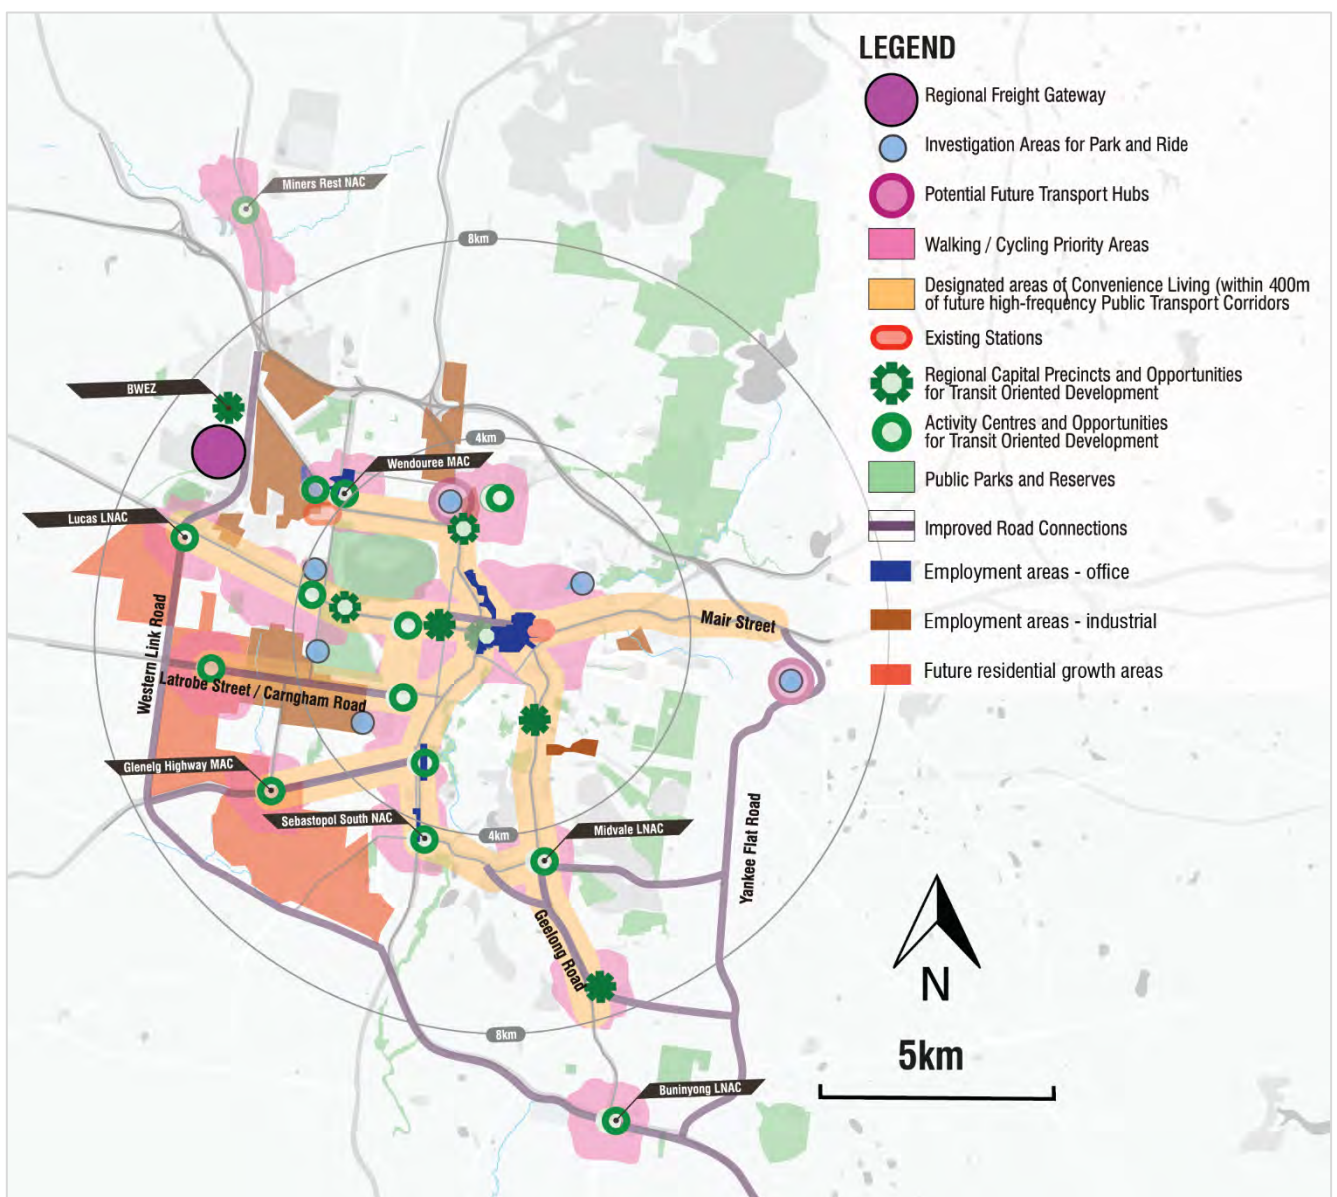 LEGEND
Regional Freight Gateway
Investigation Areas for Park and Ride
Potential Future Transport Hubs
Walking / Cycling Priority Areas
Designated areas of Convenience Living (within 400m
of future high-frequency Public Transport Corridors
Existing Stations
Regional Capital Precincts and Opportunities
for Transit Oriented Development
Activity Centres and Opportunities
for Transit Oriented Development
Public Parks and Reserves
Improved Road Connections
Employment areas - office
Employment areas - industrial
Future residential growth areas
Miners Rest NAC
8km
BWEZ
4km
Wendouree MAC
Lucas LNAC
Mair Street
Western Link Road
Latrobe Street / Carngham Road
Glenelg Highway MAC
Sebastopol South NAC
4km
Midvale LNAC
Yankee Flat Road
Geelong Road
8km
Buninyong LNAC
N
5km